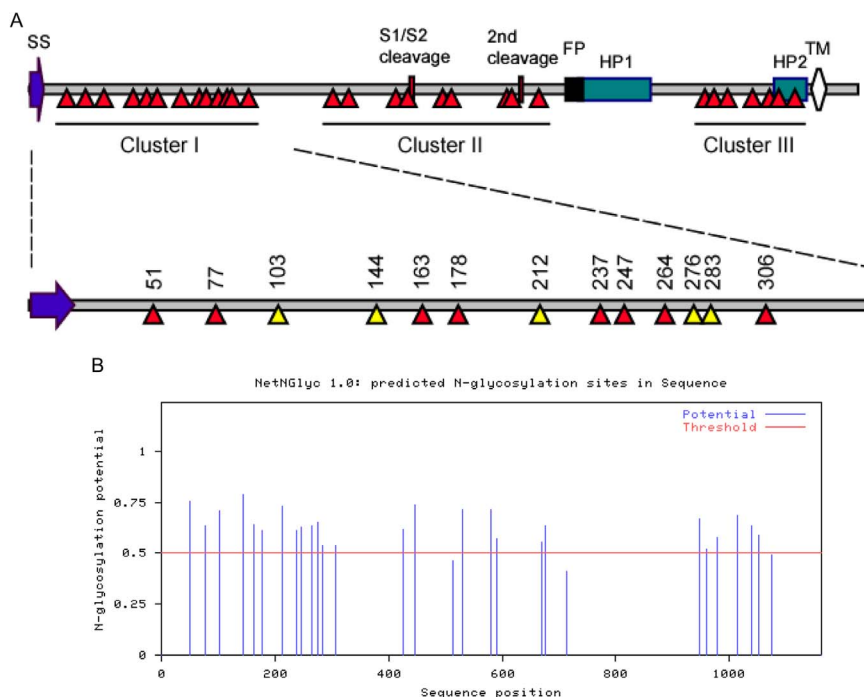 A
SS
S1/S2
cleavage
2nd
cleavage
FP
HP1
HP2
TM
Cluster I
Cluster II
Cluster III
51 77 103 144 163 178 212 237 247 264 276 283 306
B
NetNGlyc 1.0: predicted N-glycosylation sites in Sequence
Potential
Threshold
N-glycosylation potential
1
0.75
0.5
0.25
0
0 200 400 600 800 1000
Sequence position